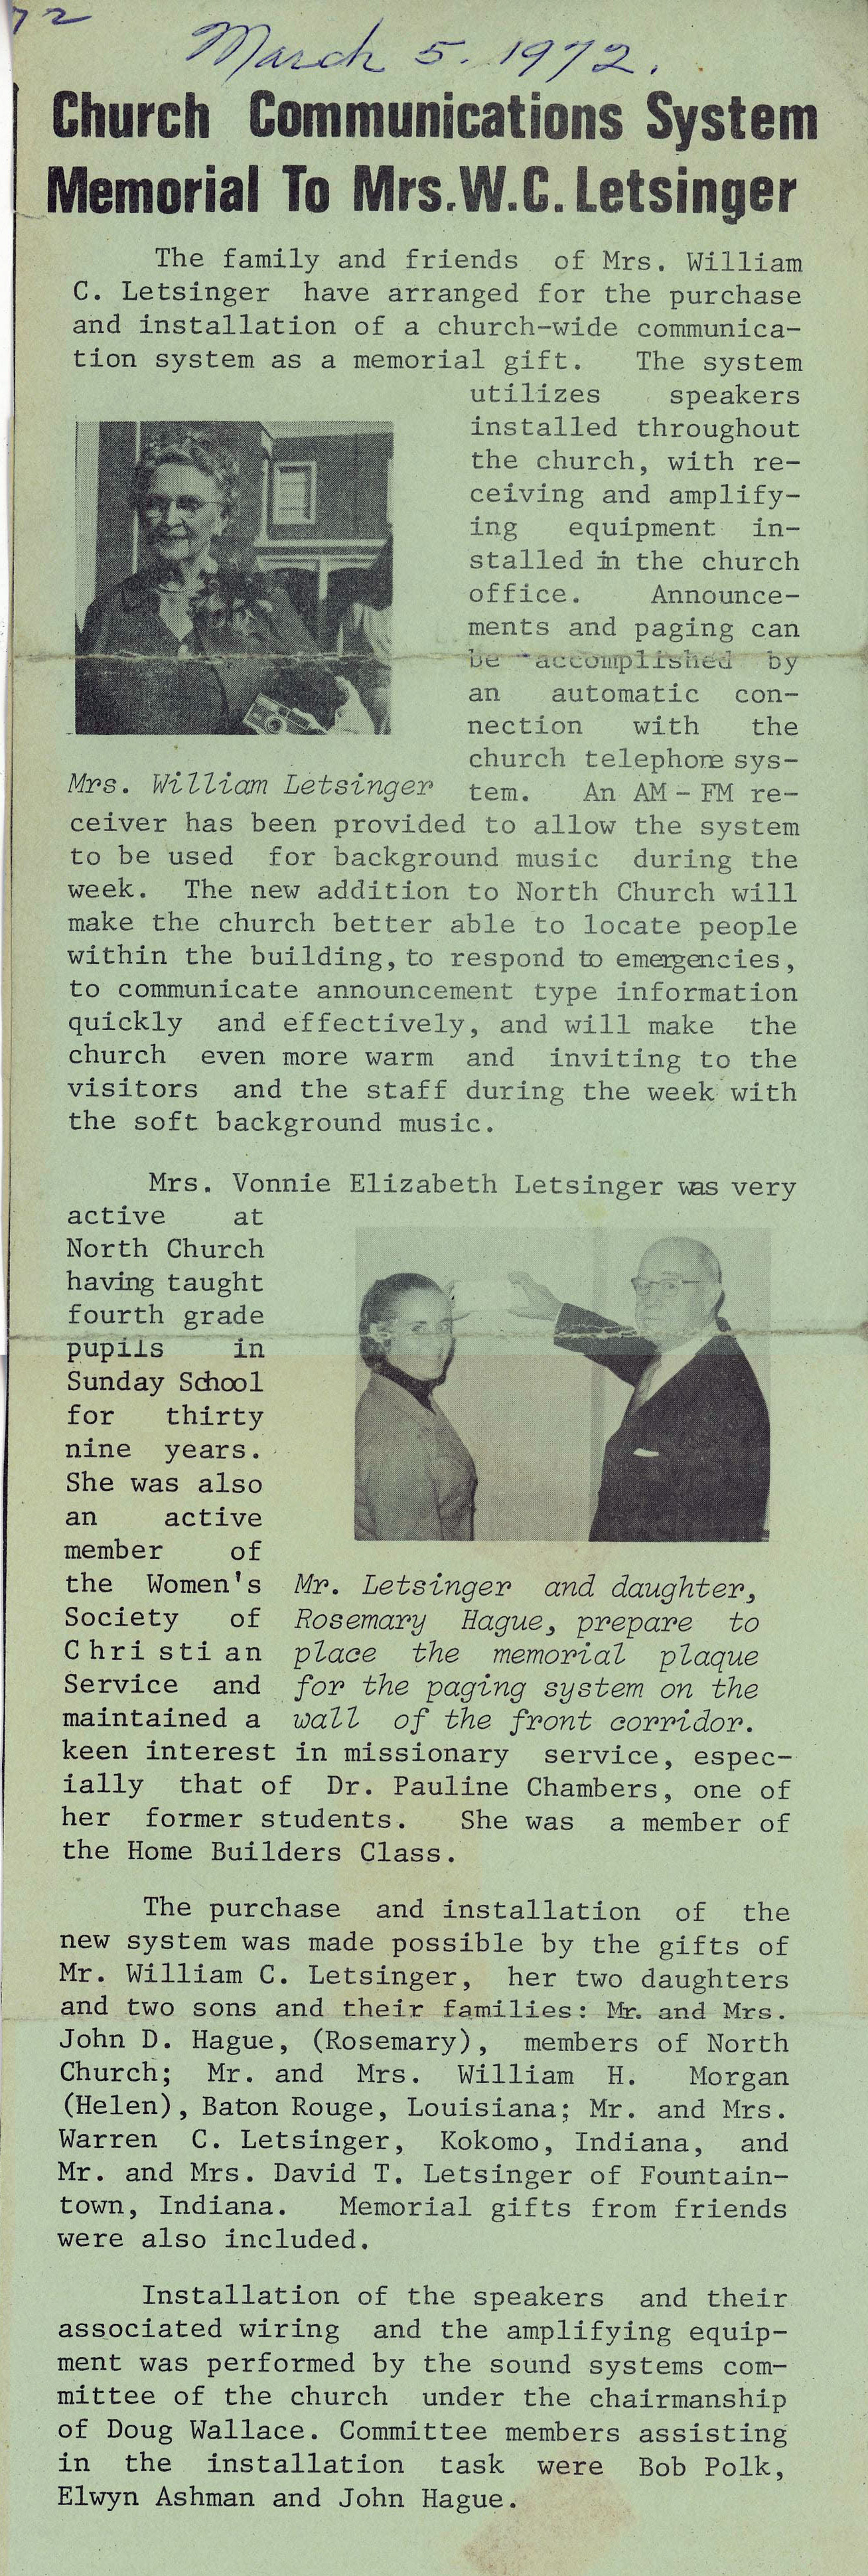 72
March 5. 1972.
Church Communications System
Memorial To Mrs.W.C. Letsinger
The family and friends of Mrs. William
C. Letsinger have arranged for the purchase
and installation of a church-wide communica-
tion system as a memorial gift. The system
utilizes speakers
installed throughout
the church, with re-
ceiving and amplify-
ing equipment in-
stalled in the church
office. Announce-
ments and paging can
be accomplished by
an automatic con-
nection with the
church telephone sys-
tem. An AM-FM re-
Mrs. William Letsinger
ceiver has been provided to allow the system
to be used for background music during the
week. The new addition to North Church will
make the church better able to locate people
within the building, to respond to emergencies,
to communicate announcement type information
quickly and effectively, and will make the
church even more warm and inviting to the
visitors and the staff during the week with
the soft background music.
Mrs. Vonnie Elizabeth Letsinger was very
active at
North Church
having taught
fourth grade
pupils in
Sunday School
for thirty
nine years.
She was also
an active
member of
the Women's
Society of
Christian
Service and
maintained a
Mr. Letsinger and daughter,
Rosemary Hague, prepare to
place the memorial plaque
for the paging system on the
wall of the front corridor.
keen interest in missionary service, espec-
ially that of Dr. Pauline Chambers, one of
her former students. She was a member of
the Home Builders Class.
The purchase and installation of the
new system was made possible by the gifts of
Mr. William C. Letsinger, her two daughters
and two sons and their families: Mr. and Mrs.
John D. Hague, (Rosemary), members of North
Church; Mr. and Mrs. William H. Morgan
(Helen), Baton Rouge, Louisiana; Mr. and Mrs.
Warren C. Letsinger, Kokomo, Indiana, and
Mr. and Mrs. David T. Letsinger of Fountain-
town, Indiana. Memorial gifts from friends
were also included.
Installation of the speakers and their
associated wiring and the amplifying equip-
ment was performed by the sound systems com-
mittee of the church under the chairmanship
of Doug Wallace. Committee members assisting
in the installation task were Bob Polk,
Elwyn Ashman and John Hague.